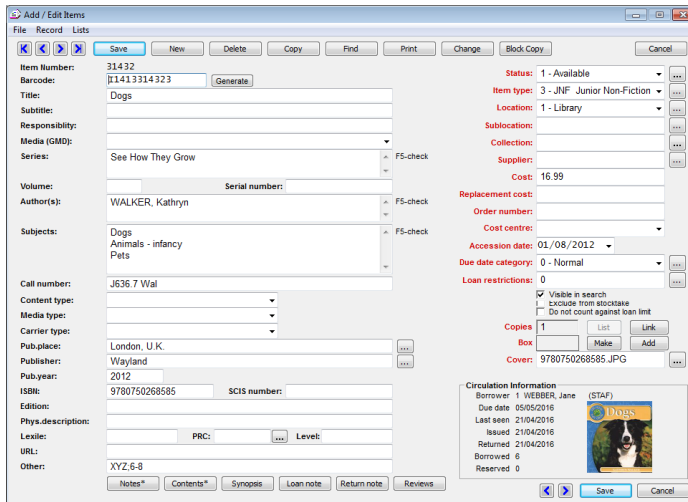 Add / Edit Items
File Record Lists
Save New Delete Copy Find Print Change Block Copy Cancel
Item Number: 31432
Barcode: I1413314323 Generate
Title: Dogs
Subtitle:
Responsiblity:
Media (GMD):
Series: See How They Grow F5-check
Volume: Serial number:
Author(s): WALKER, Kathryn F5-check
Subjects: Dogs F5-check
Animals - infancy
Pets
Call number: J636.7 Wal
Content type:
Media type:
Carrier type:
Pub.place: London, U.K. ...
Publisher: Wayland ...
Pub.year: 2012
ISBN: 9780750268585 SCIS number:
Edition:
Phys.description:
Lexile: PRC: ... Level:
URL:
Other: XYZ;6-8
Notes* Contents* Synopsis Loan note Return note Reviews
Status: 1 - Available ...
Item type: 3 - JNF Junior Non-Fiction ...
Location: 1 - Library ...
Sublocation: ...
Collection: ...
Supplier: ...
Cost: 16.99
Replacement cost:
Order number:
Cost centre:
Accession date: 01/08/2012
Due date category: 0 - Normal ...
Loan restrictions: 0 ...
Visible in search
Exclude from stocktake
Do not count against loan limit
Copies 1 List Link
Box Make Add
Cover: 9780750268585.JPG ...
Circulation Information
Borrower 1 WEBBER, Jane (STAF)
Due date 05/05/2016
Last seen 21/04/2016
Issued 21/04/2016
Returned 21/04/2016
Borrowed 6
Reserved 0
Dogs
Save Cancel